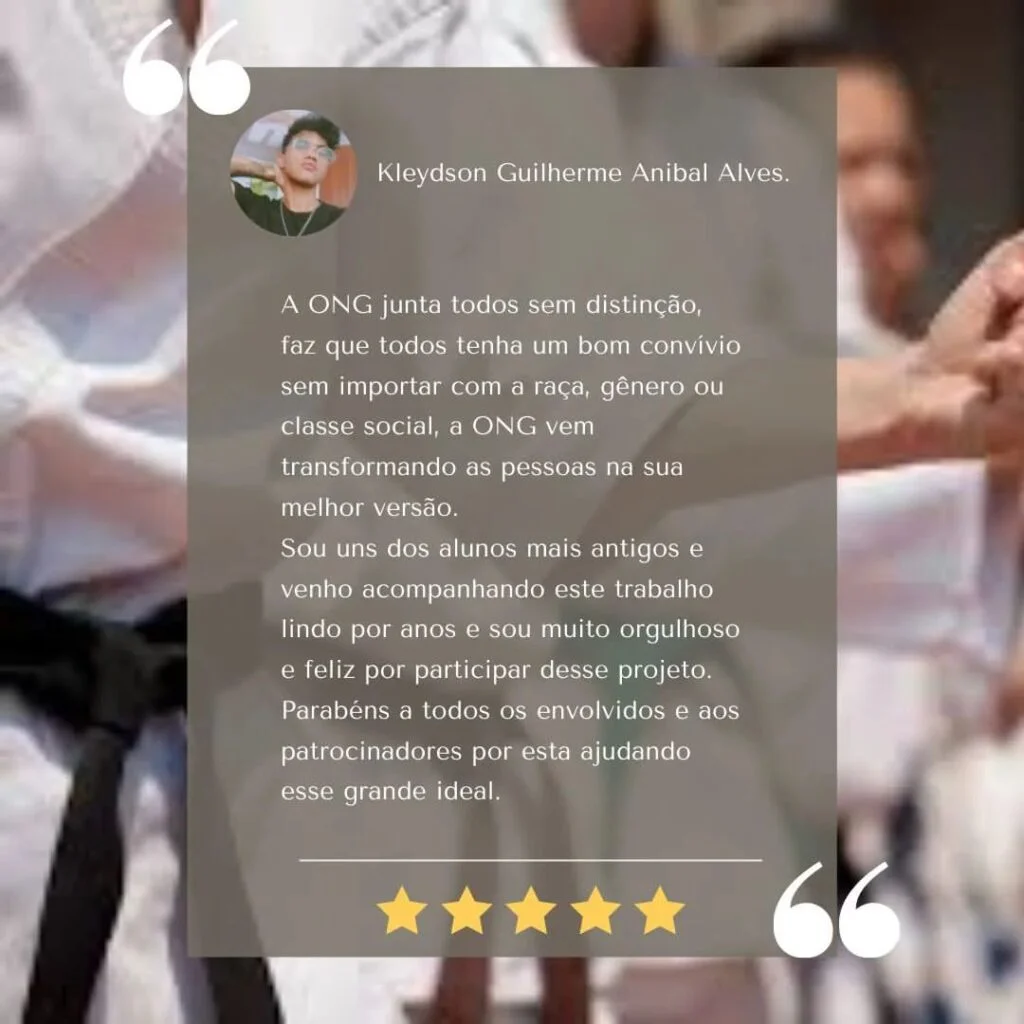 Kleydson Guilherme Anibal Alves.
A ONG junta todos sem distinção,
faz que todos tenha um bom convívio
sem importar com a raça, gênero ou
classe social, a ONG vem
transformando as pessoas na sua
melhor versão.
Sou uns dos alunos mais antigos e
venho acompanhando este trabalho
lindo por anos e sou muito orgulhoso
e feliz por participar desse projeto.
Parabéns a todos os envolvidos e aos
patrocinadores por esta ajudando
esse grande ideal.